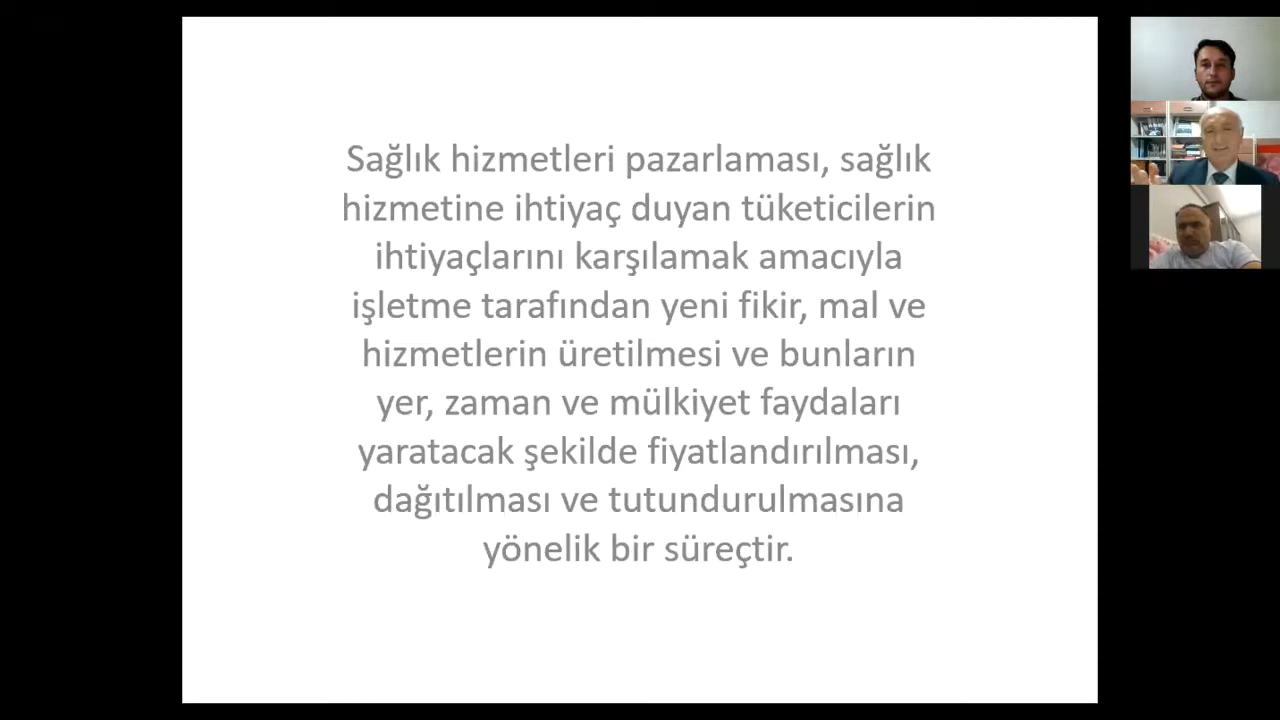 Sağlık hizmetleri pazarlaması, sağlık
hizmetine ihtiyaç duyan tüketicilerin
ihtiyaçlarını karşılamak amacıyla
işletme tarafından yeni fikir, mal ve
hizmetlerin üretilmesi ve bunların
yer, zaman ve mülkiyet faydaları
yaratacak şekilde fiyatlandırılması,
dağıtılması ve tutundurulmasına
yönelik bir süreçtir.